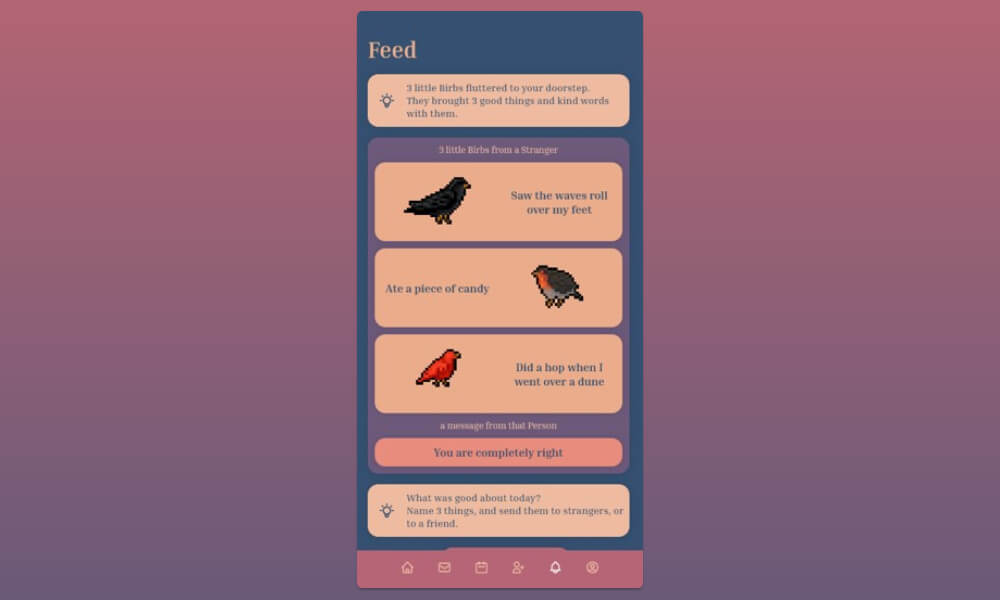 Feed
3 little Birbs fluttered to your doorstep.
They brought 3 good things and kind words
with them.
3 little Birbs from a Stranger
Saw the waves roll
over my feet
Ate a piece of candy
Did a hop when I
went over a dune
a message from that Person
You are completely right
What was good about today?
Name 3 things, and send them to strangers, or
to a friend.